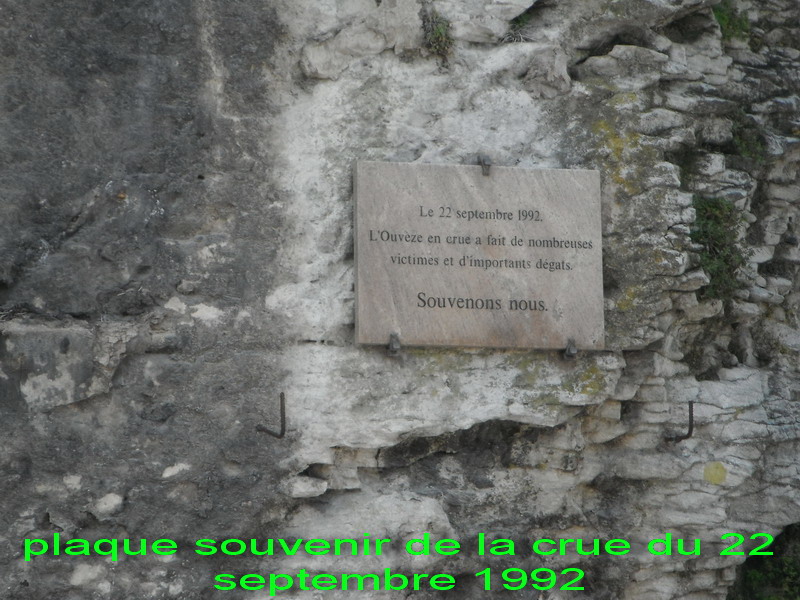 Le 22 septembre 1992.
L'Ouvèze en crue a fait de nombreuses
victimes et d'importants dégats.
Souvenons nous.
plaque souvenir de la crue du 22
septembre 1992